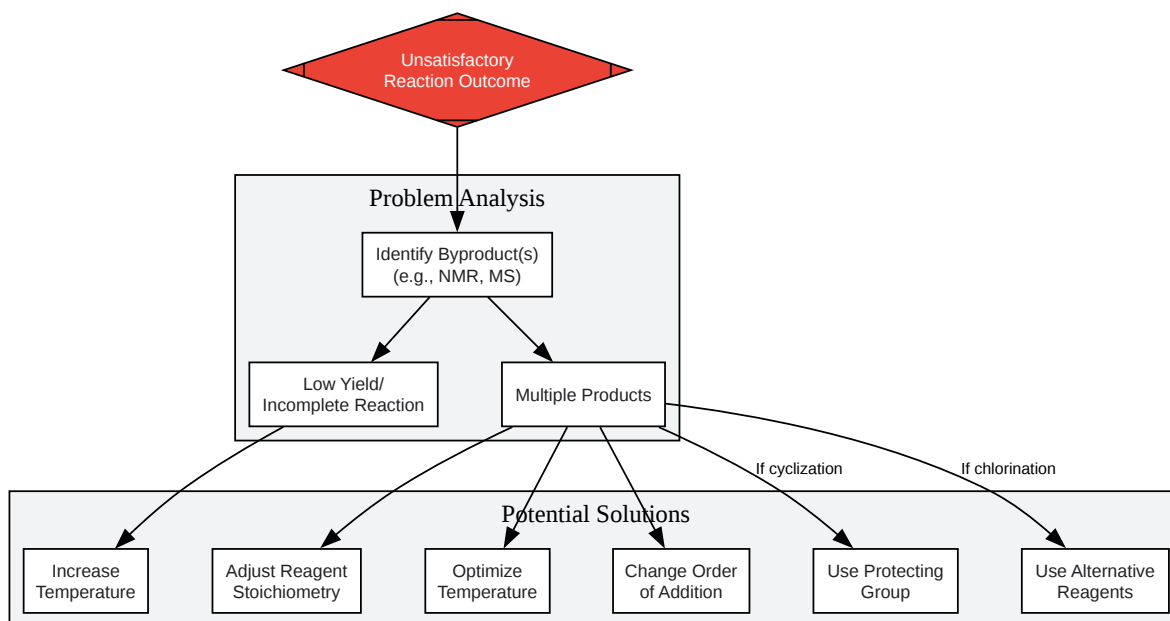 Unsatisfactory
Reaction Outcome
Problem Analysis
Identify Byproduct(s)
(e.g., NMR, MS)
Low Yield/
Incomplete Reaction
Multiple Products
If cyclization
If chlorination
Potential Solutions
Increase
Temperature
Adjust Reagent
Stoichiometry
Optimize
Temperature
Change Order
of Addition
Use Protecting
Group
Use Alternative
Reagents